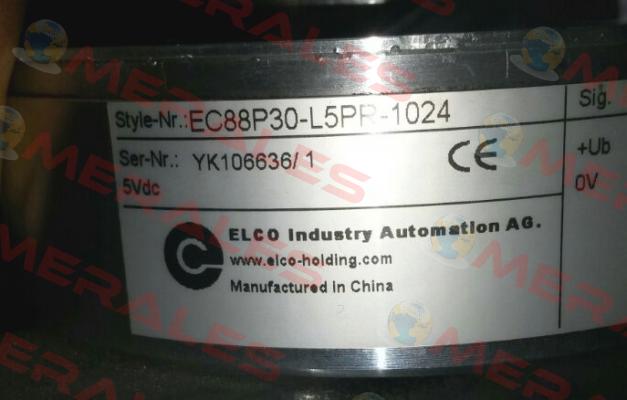 Style-Nr.:EC88P30-L5PR-1024
Ser-Nr.: YK106636/1
5Vdc
CE
ELCO Industry Automation AG.
www.elco-holding.com
Manufactured in China
Sig.
+Ub
0V
MERALES
MERALES
MERALES
MERALES